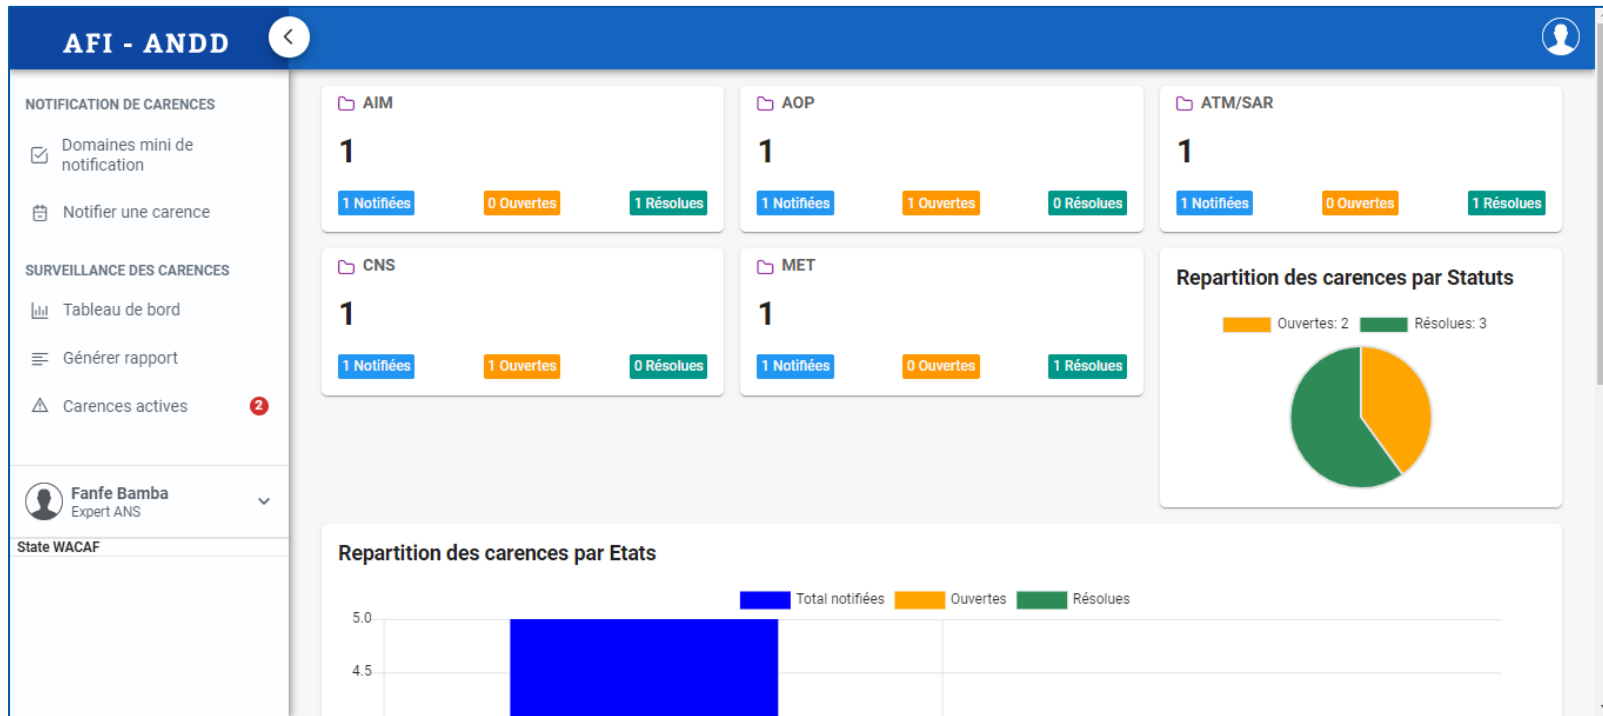 AFI - ANDD
NOTIFICATION DE CARENCES
Domaines mini de
notification
Notifier une carence
SURVEILLANCE DES CARENCES
Tableau de bord
Générer rapport
Carences actives 2
Fanfe Bamba
Expert ANS
State WACAF
AIM
1
1 Notifiées 0 Ouvertes 1 Résolues
AOP
1
1 Notifiées 1 Ouvertes 0 Résolues
ATM/SAR
1
1 Notifiées 0 Ouvertes 1 Résolues
CNS
1
1 Notifiées 1 Ouvertes 0 Résolues
MET
1
1 Notifiées 0 Ouvertes 1 Résolues
Repartition des carences par Statuts
Ouvertes: 2 Résolues: 3
Repartition des carences par Etats
Total notifiées Ouvertes Résolues
5.0
4.5